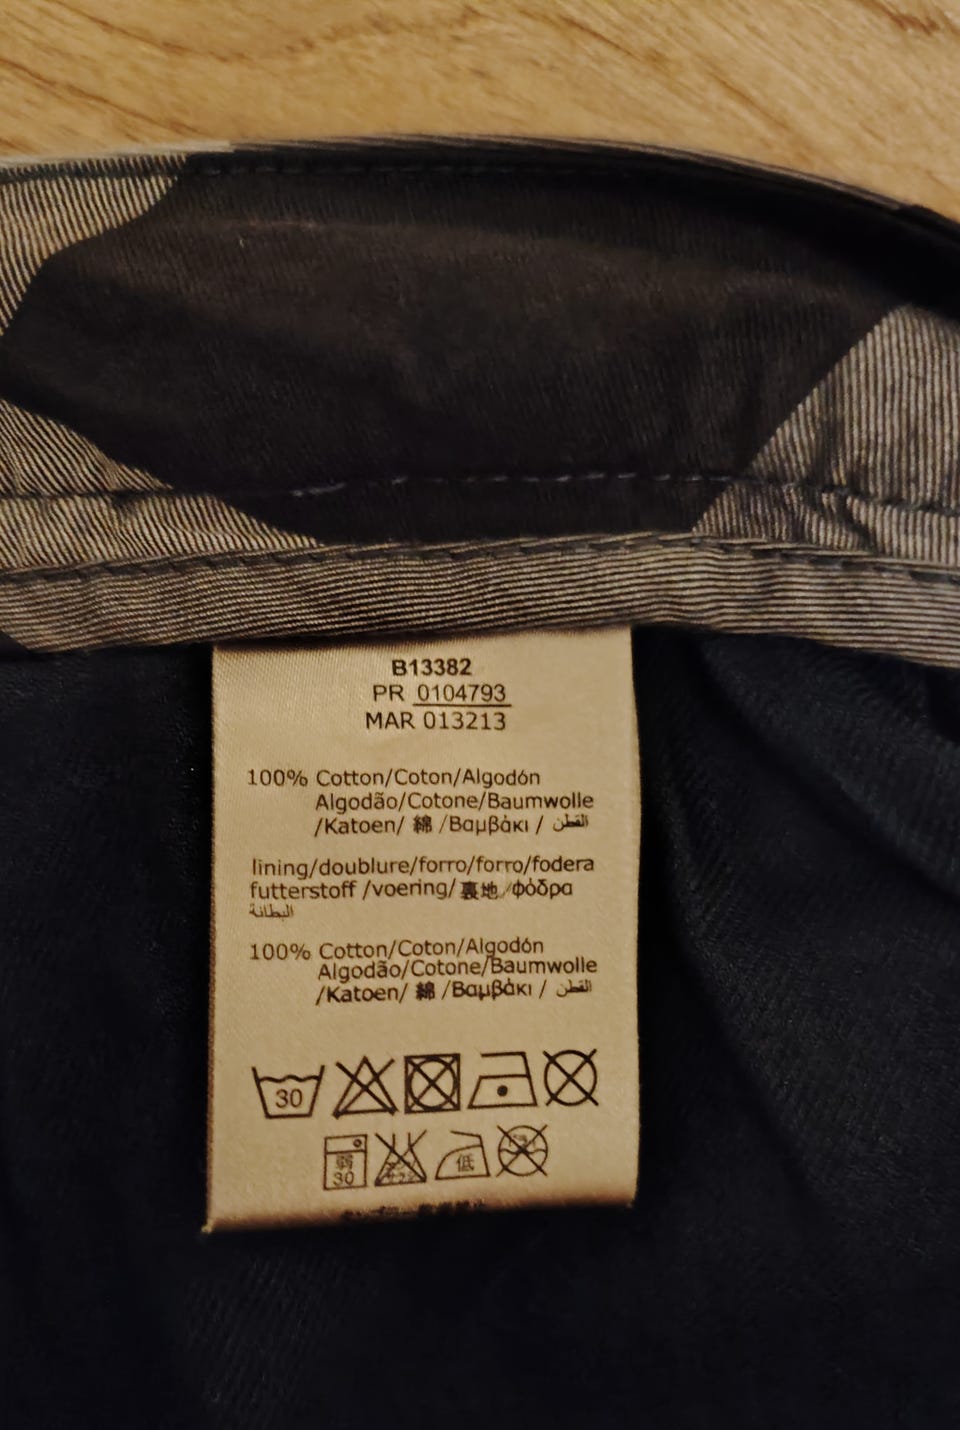 B13382
PR 0104793
MAR 013213
100% Cotton/Coton/Algodón
Algodão/Cotone/Baumwolle
/Katoen/ 綿 /Βαμβάκι / القطن
lining/doublure/forro/forro/fodera
futterstoff /voering/裏地/φόδρα
البطانة
100% Cotton/Coton/Algodón
Algodão/Cotone/Baumwolle
/Katoen/ 綿 /Βαμβάκι / القطن
30
弱 低
30